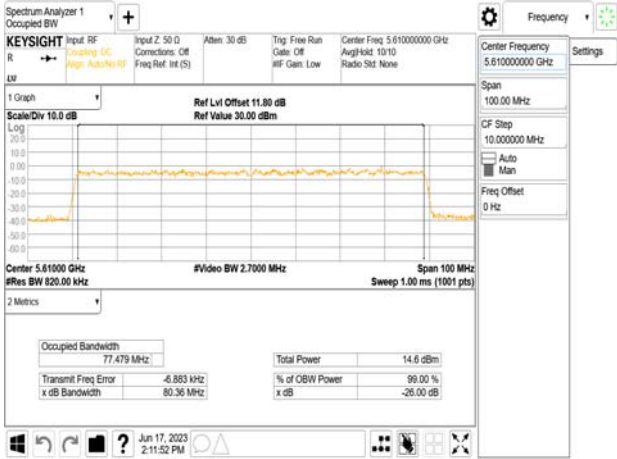 Spectrum Analyzer 1
Occupied BW
KEYSIGHT
R
Input: RF
Coupling: DC
Align: Auto/No RF
Input Z: 50 Ω
Corrections: Off
Freq Ref: Int (S)
Atten: 30 dB
Trig: Free Run
Gate: Off
#IF Gain: Low
Center Freq: 5.610000000 GHz
Avg|Hold: 10/10
Radio Std: None
1 Graph
Scale/Div 10.0 dB
Ref Lvl Offset 11.80 dB
Ref Value 30.00 dBm
Log
20.0
10.0
0.00
-10.0
-20.0
-30.0
-40.0
-50.0
-60.0
Center 5.61000 GHz
#Res BW 820.00 kHz
#Video BW 2.7000 MHz
Span 100 MHz
Sweep 1.00 ms (1001 pts)
2 Metrics
Occupied Bandwidth
77.479 MHz
Transmit Freq Error -6.883 kHz
x dB Bandwidth 80.36 MHz
Total Power 14.6 dBm
% of OBW Power 99.00 %
x dB -26.00 dB
Jun 17, 2023
2:11:52 PM
Frequency
Settings
Center Frequency
5.610000000 GHz
Span
100.00 MHz
CF Step
10.000000 MHz
Auto
Man
Freq Offset
0 Hz